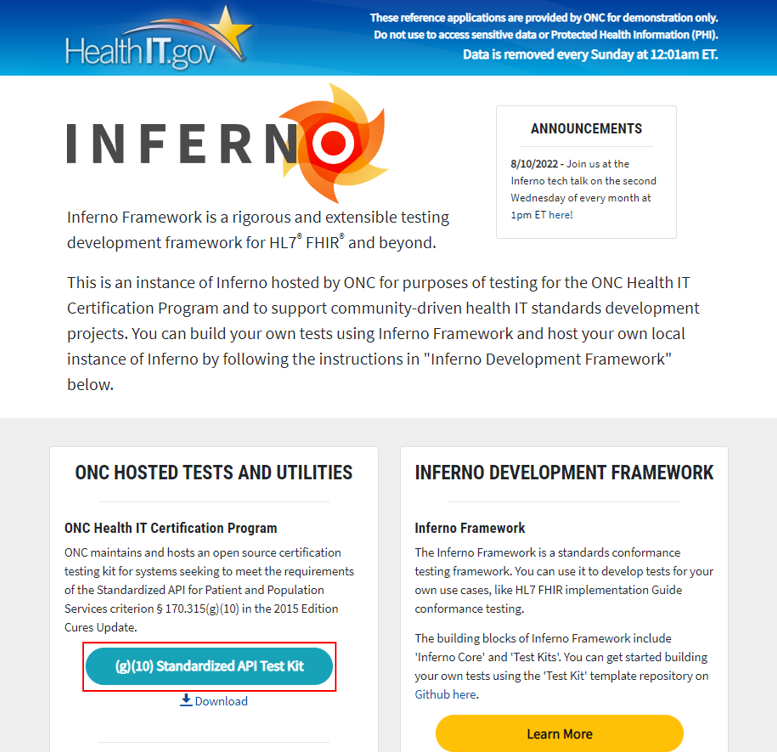 HealthIT.gov
These reference applications are provided by ONC for demonstration only.
Do not use to access sensitive data or Protected Health Information (PHI).
Data is removed every Sunday at 12:01am ET.
INFERNO
Inferno Framework is a rigorous and extensible testing
development framework for HL7® FHIR® and beyond.
ANNOUNCEMENTS
8/10/2022 - Join us at the
Inferno tech talk on the second
Wednesday of every month at
1pm ET here!
This is an instance of Inferno hosted by ONC for purposes of testing for the ONC Health IT
Certification Program and to support community-driven health IT standards development
projects. You can build your own tests using Inferno Framework and host your own local
instance of Inferno by following the instructions in "Inferno Development Framework"
below.
ONC HOSTED TESTS AND UTILITIES
ONC Health IT Certification Program
ONC maintains and hosts an open source certification
testing kit for systems seeking to meet the requirements
of the Standardized API for Patient and Population
Services criterion § 170.315(g)(10) in the 2015 Edition
Cures Update.
(g)(10) Standardized API Test Kit
Download
INFERNO DEVELOPMENT FRAMEWORK
Inferno Framework
The Inferno Framework is a standards conformance
testing framework. You can use it to develop tests for your
own use cases, like HL7 FHIR implementation Guide
conformance testing.
The building blocks of Inferno Framework include
'Inferno Core' and 'Test Kits'. You can get started building
your own tests using the 'Test Kit' template repository on
Github here.
Learn More